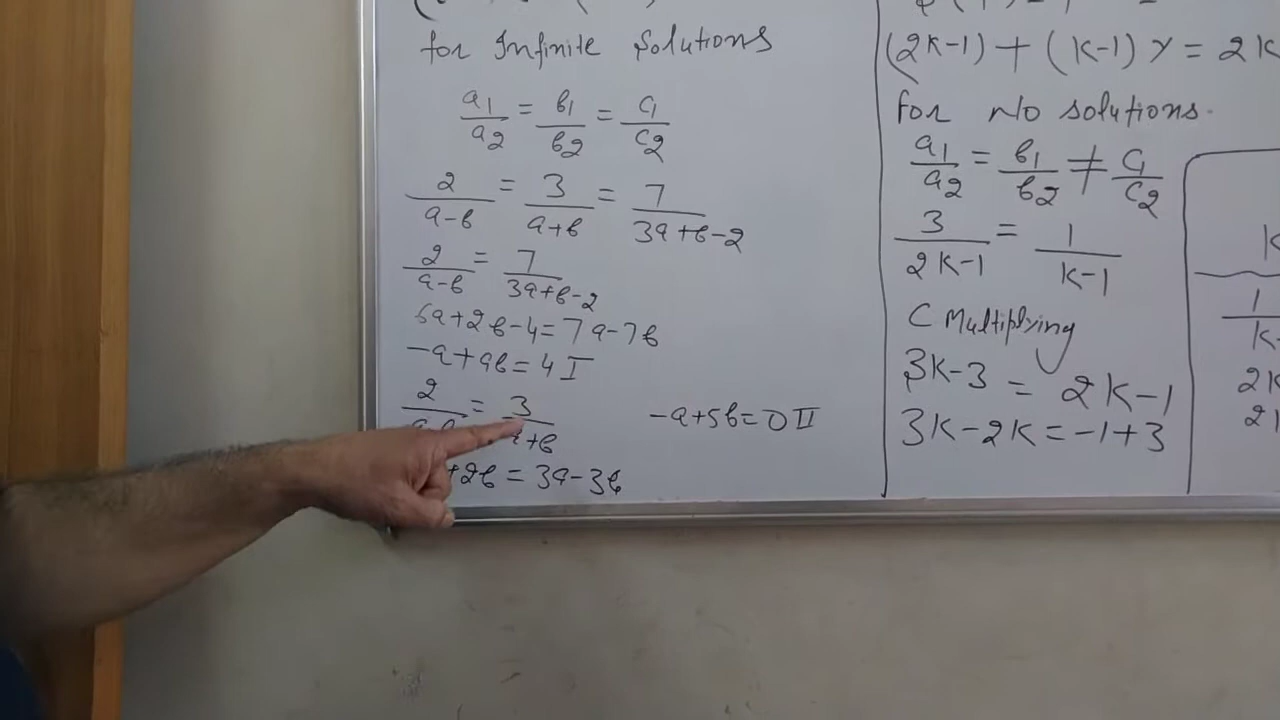 for Infinite Solutions
a1/a2 = b1/b2 = c1/c2
2/a-b = 3/a+b = 7/3a+b-2
2/a-b = 7/3a+b-2
6a+2b-4=7a-7b
-a+9b=4 I
2/a-b = 3/a+b
+2b=3a-3b
-a+5b=0 II
(2K-1)+(K-1)Y=2K
for No solutions.
a1/a2 = b1/b2 ≠ c1/c2
3/2K-1 = 1/K-1
C Multiplying
3K-3 = 2K-1
3K-2K=-1+3
K
1/K-
2K
2